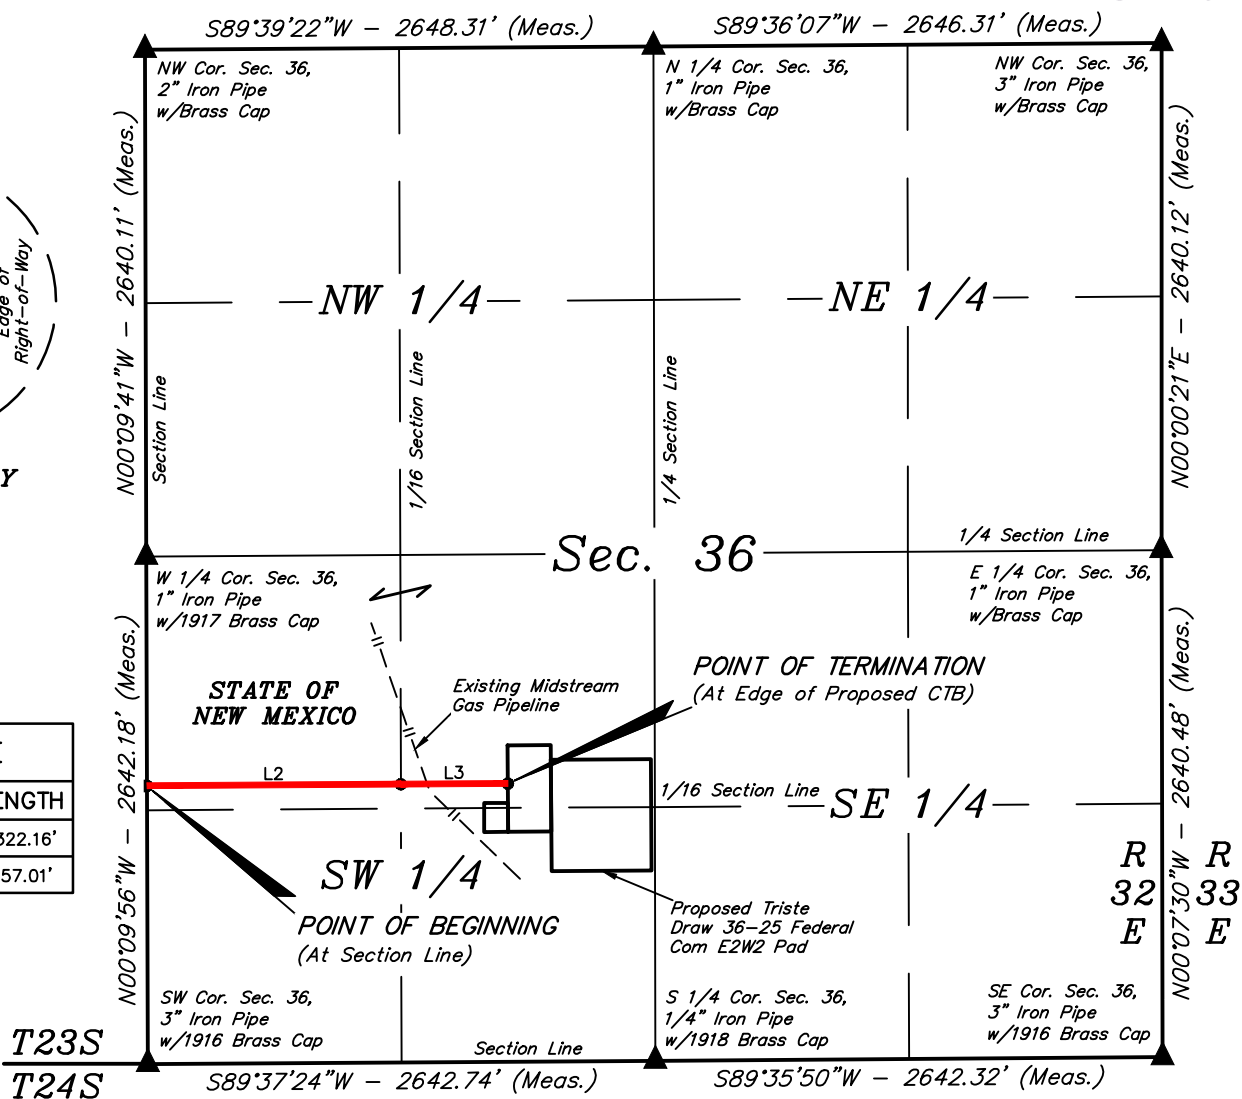 S89°39'22"W – 2648.31' (Meas.)
S89°36'07"W – 2646.31' (Meas.)
NW Cor. Sec. 36,
2" Iron Pipe
w/Brass Cap
N 1/4 Cor. Sec. 36,
1" Iron Pipe
w/Brass Cap
NW Cor. Sec. 36,
3" Iron Pipe
w/Brass Cap
N00°09'41"W – 2640.11' (Meas.)
N00°00'21"E – 2640.12' (Meas.)
Edge of
Right-of-Way
Y
NW 1/4
NE 1/4
Section Line
1/16 Section Line
1/4 Section Line
Sec. 36
1/4 Section Line
W 1/4 Cor. Sec. 36,
1" Iron Pipe
w/1917 Brass Cap
E 1/4 Cor. Sec. 36,
1" Iron Pipe
w/Brass Cap
STATE OF
NEW MEXICO
Existing Midstream
Gas Pipeline
POINT OF TERMINATION
(At Edge of Proposed CTB)
N00°09'56"W – 2642.18' (Meas.)
N00°07'30"W – 2640.48' (Meas.)
L2
L3
ENGTH
322.16'
57.01'
1/16 Section Line
SE 1/4
SW 1/4
POINT OF BEGINNING
(At Section Line)
Proposed Triste
Draw 36-25 Federal
Com E2W2 Pad
R R
32 33
E E
SW Cor. Sec. 36,
3" Iron Pipe
w/1916 Brass Cap
S 1/4 Cor. Sec. 36,
1/4" Iron Pipe
w/1918 Brass Cap
SE Cor. Sec. 36,
3" Iron Pipe
w/1916 Brass Cap
Section Line
T23S
T24S
S89°37'24"W – 2642.74' (Meas.)
S89°35'50"W – 2642.32' (Meas.)